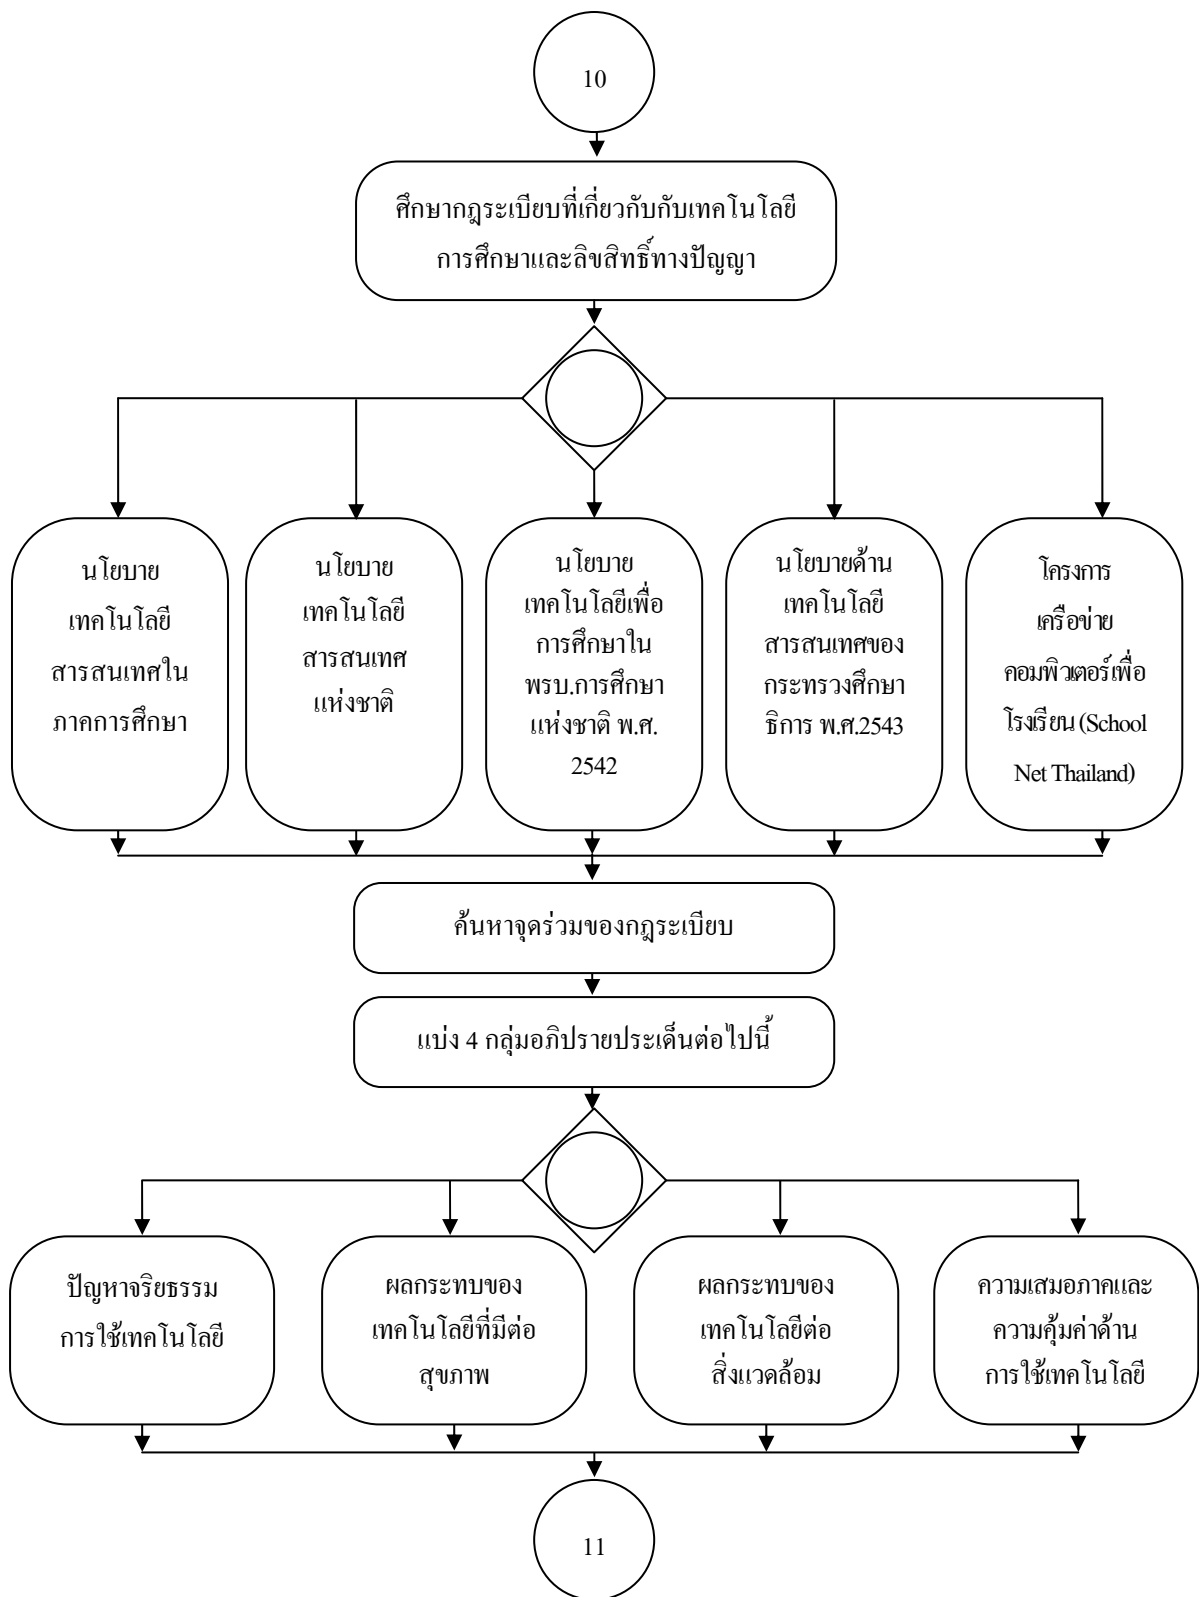 10
ศึกษากฎระเบียบที่เกี่ยวกับกับเทคโนโลยี
การศึกษาและลิขสิทธิ์ทางปัญญา
นโยบาย
เทคโนโลยี
สารสนเทศใน
ภาคการศึกษา
นโยบาย
เทคโนโลยี
สารสนเทศ
แห่งชาติ
นโยบาย
เทคโนโลยีเพื่อ
การศึกษาใน
พรบ.การศึกษา
แห่งชาติ พ.ศ.
2542
นโยบายด้าน
เทคโนโลยี
สารสนเทศของ
กระทรวงศึกษา
ธิการ พ.ศ.2543
โครงการ
เครือข่าย
คอมพิวเตอร์เพื่อ
โรงเรียน (School
Net Thailand)
ค้นหาจุดร่วมของกฎระเบียบ
แบ่ง 4 กลุ่มอภิปรายประเด็นต่อไปนี้
ปัญหาจริยธรรม
การใช้เทคโนโลยี
ผลกระทบของ
เทคโนโลยีที่มีต่อ
สุขภาพ
ผลกระทบของ
เทคโนโลยีต่อ
สิ่งแวดล้อม
ความเสมอภาคและ
ความคุ้มค่าด้าน
การใช้เทคโนโลยี
11